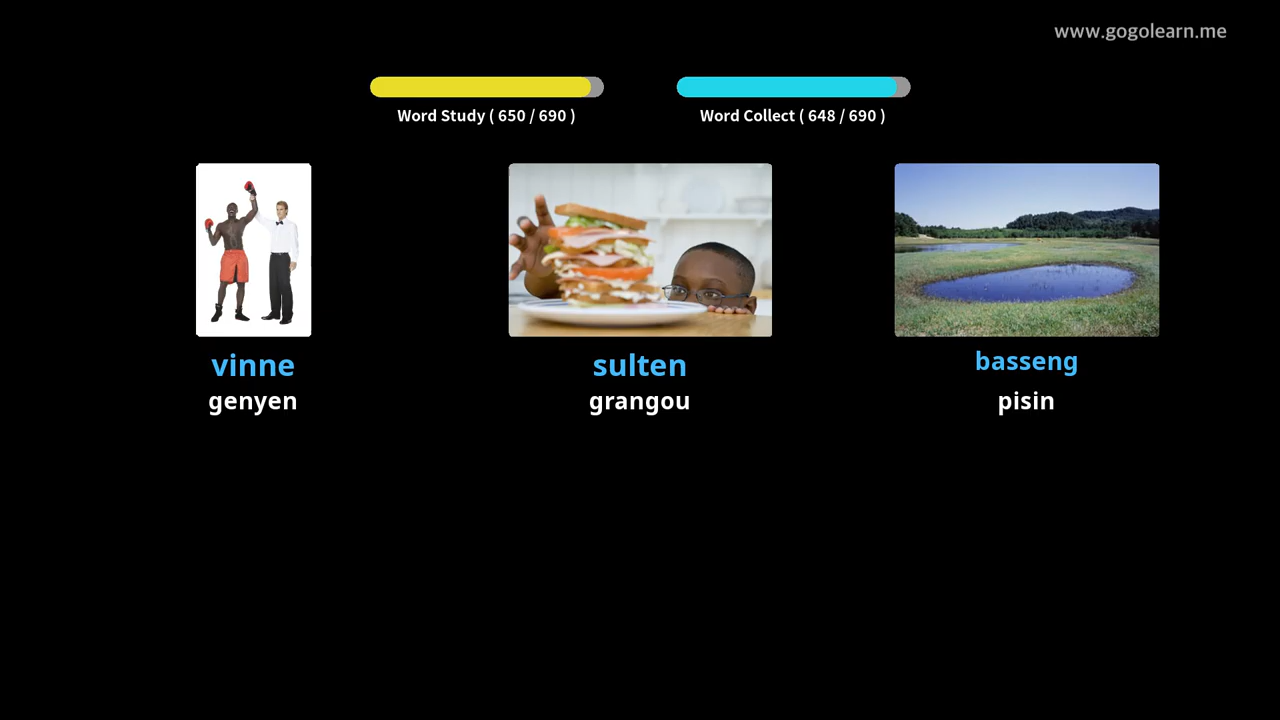 www.gogolearn.me
Word Study ( 650 / 690 )
Word Collect ( 648 / 690 )
vinne
genyen
sulten
grangou
basseng
pisin